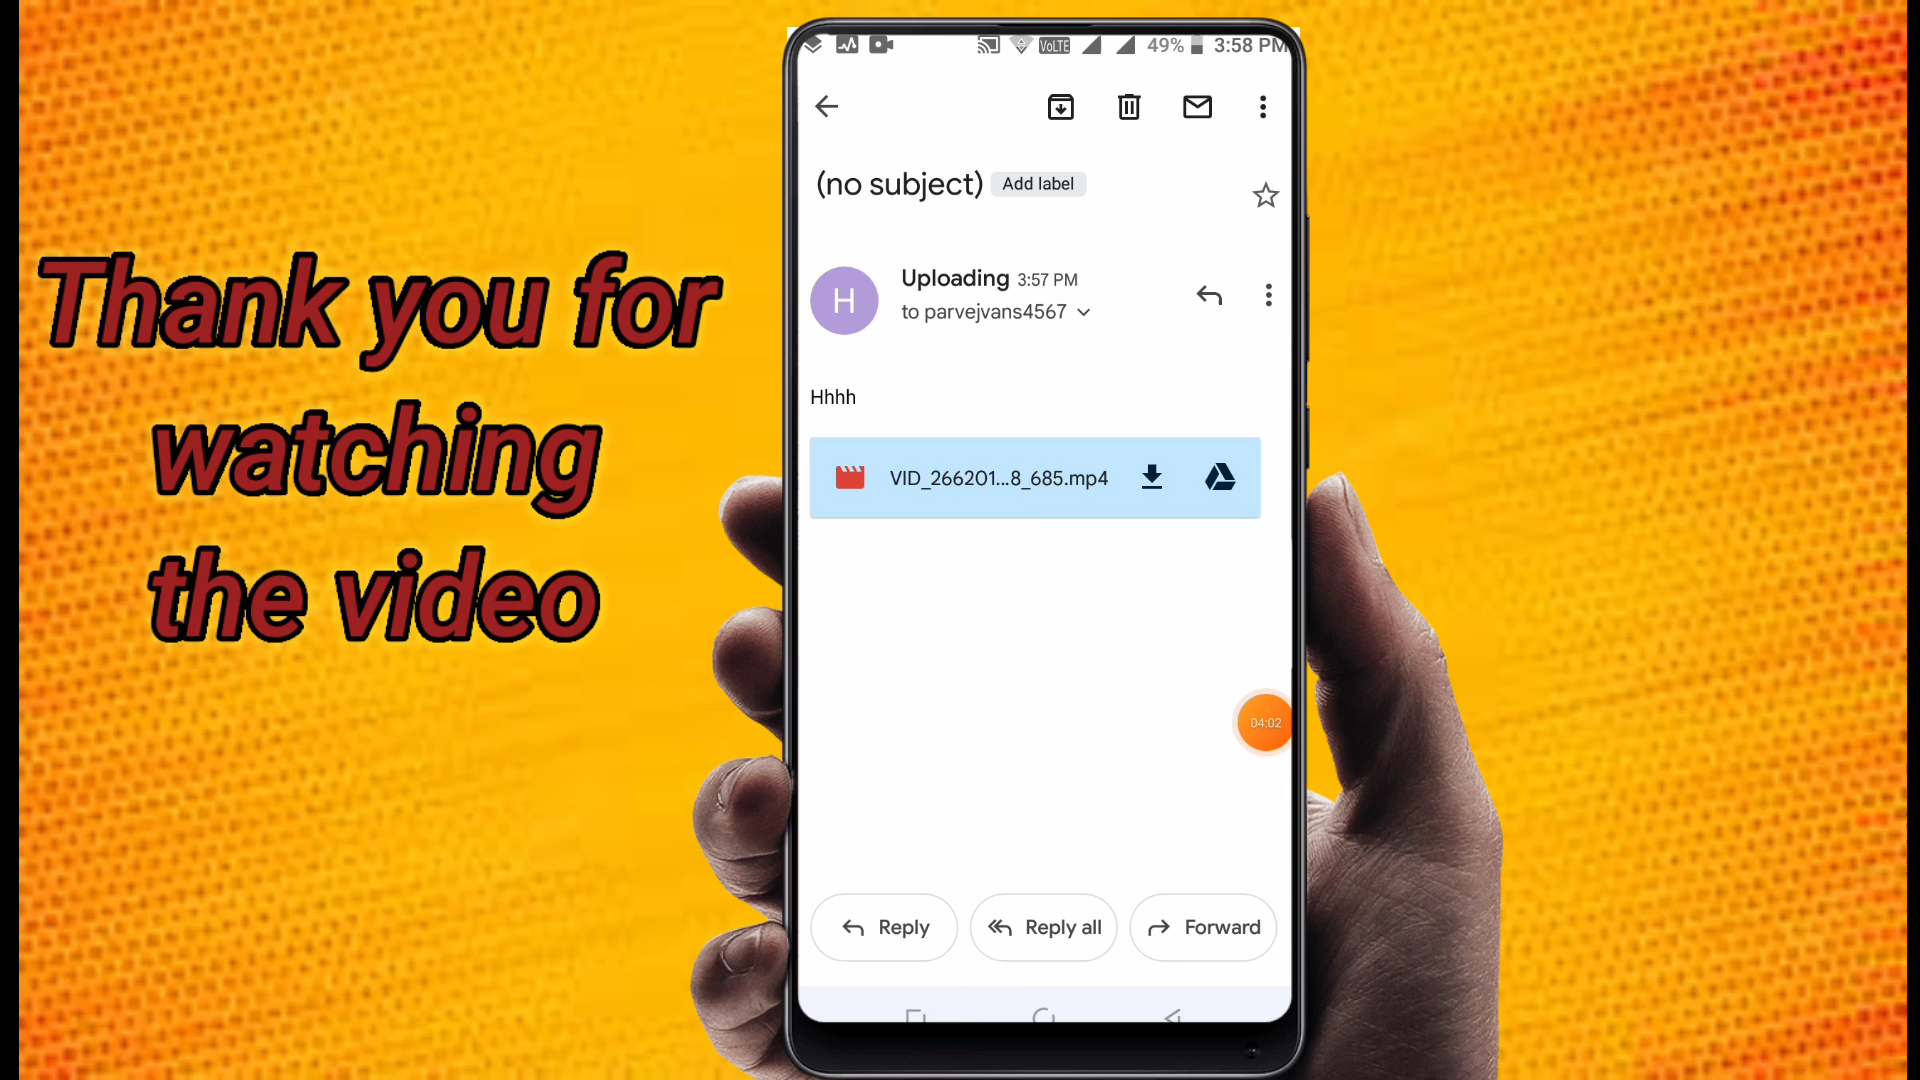 Thank you for
watching
the video
VoLTE 49% 3:58 PM
(no subject) Add label
H
Uploading 3:57 PM
to parvejvans4567
Hhhh
VID_266201...8_685.mp4
04:02
Reply Reply all Forward